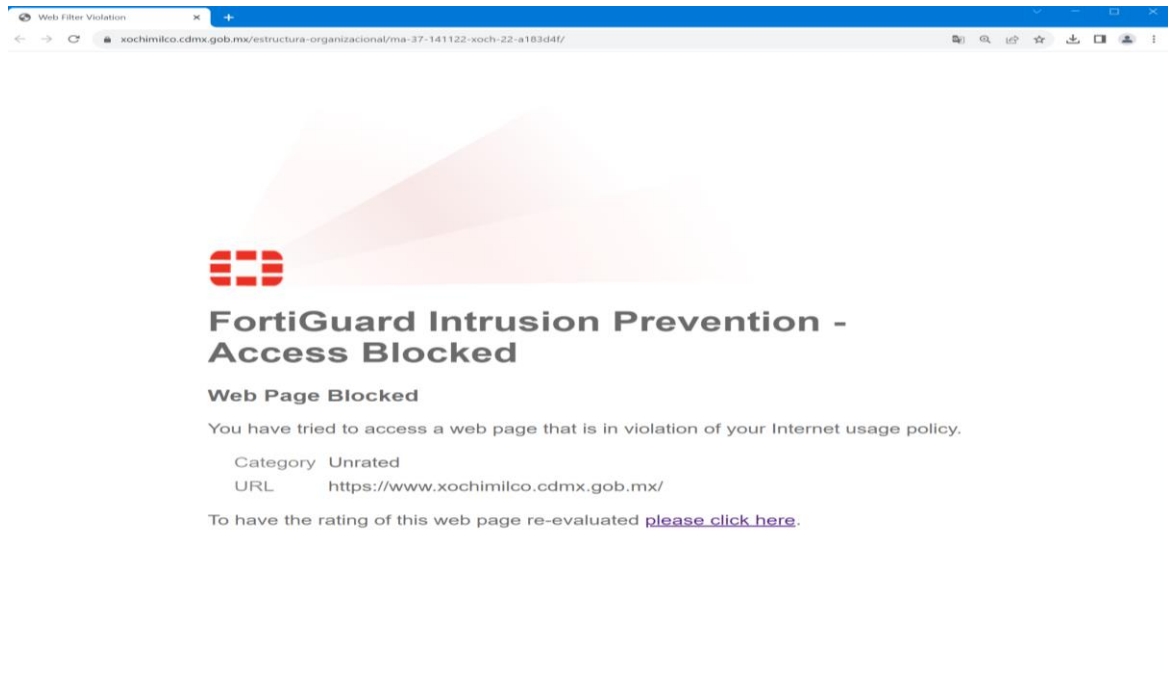 Web Filter Violation
xochimilco.cdmx.gob.mx/estructura-organizacional/ma-37-141122-xoch-22-a183d4f/
FortiGuard Intrusion Prevention -
Access Blocked
Web Page Blocked
You have tried to access a web page that is in violation of your Internet usage policy.
Category Unrated
URL https://www.xochimilco.cdmx.gob.mx/
To have the rating of this web page re-evaluated please click here.